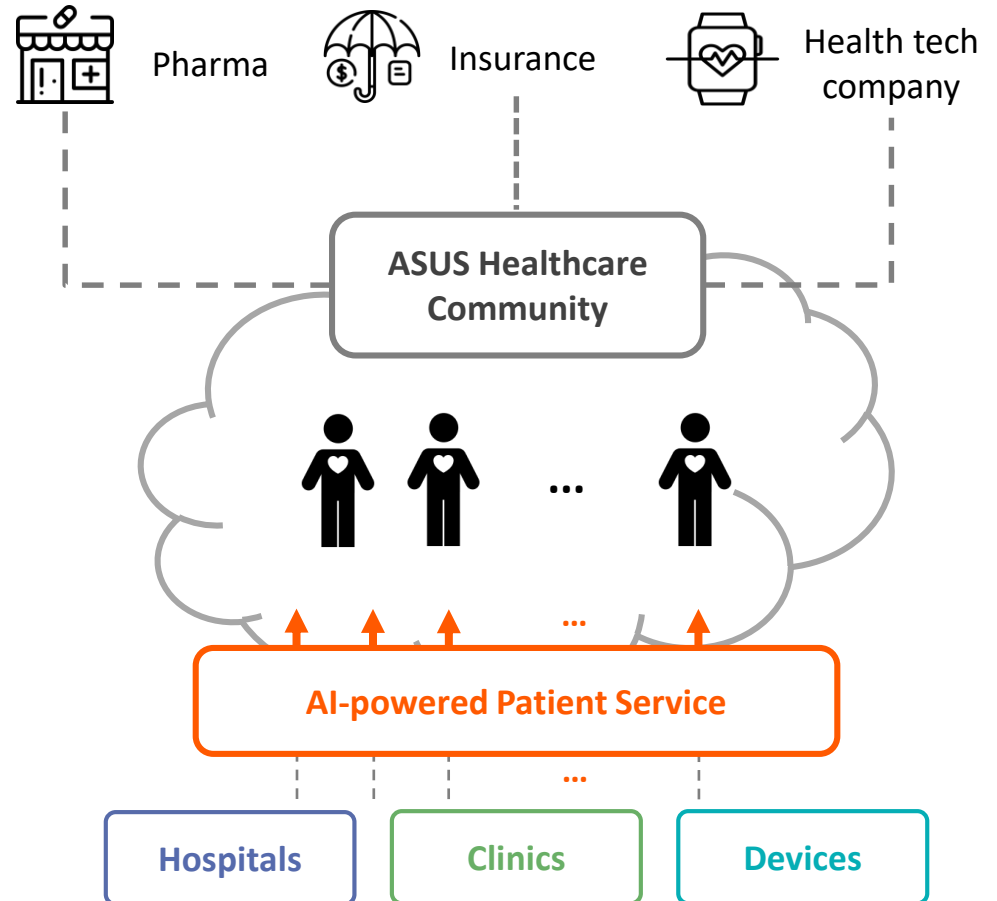 Pharma
Insurance
Health tech
company
$
ASUS Healthcare
Community
...
...
AI-powered Patient Service
...
Hospitals
Clinics
Devices